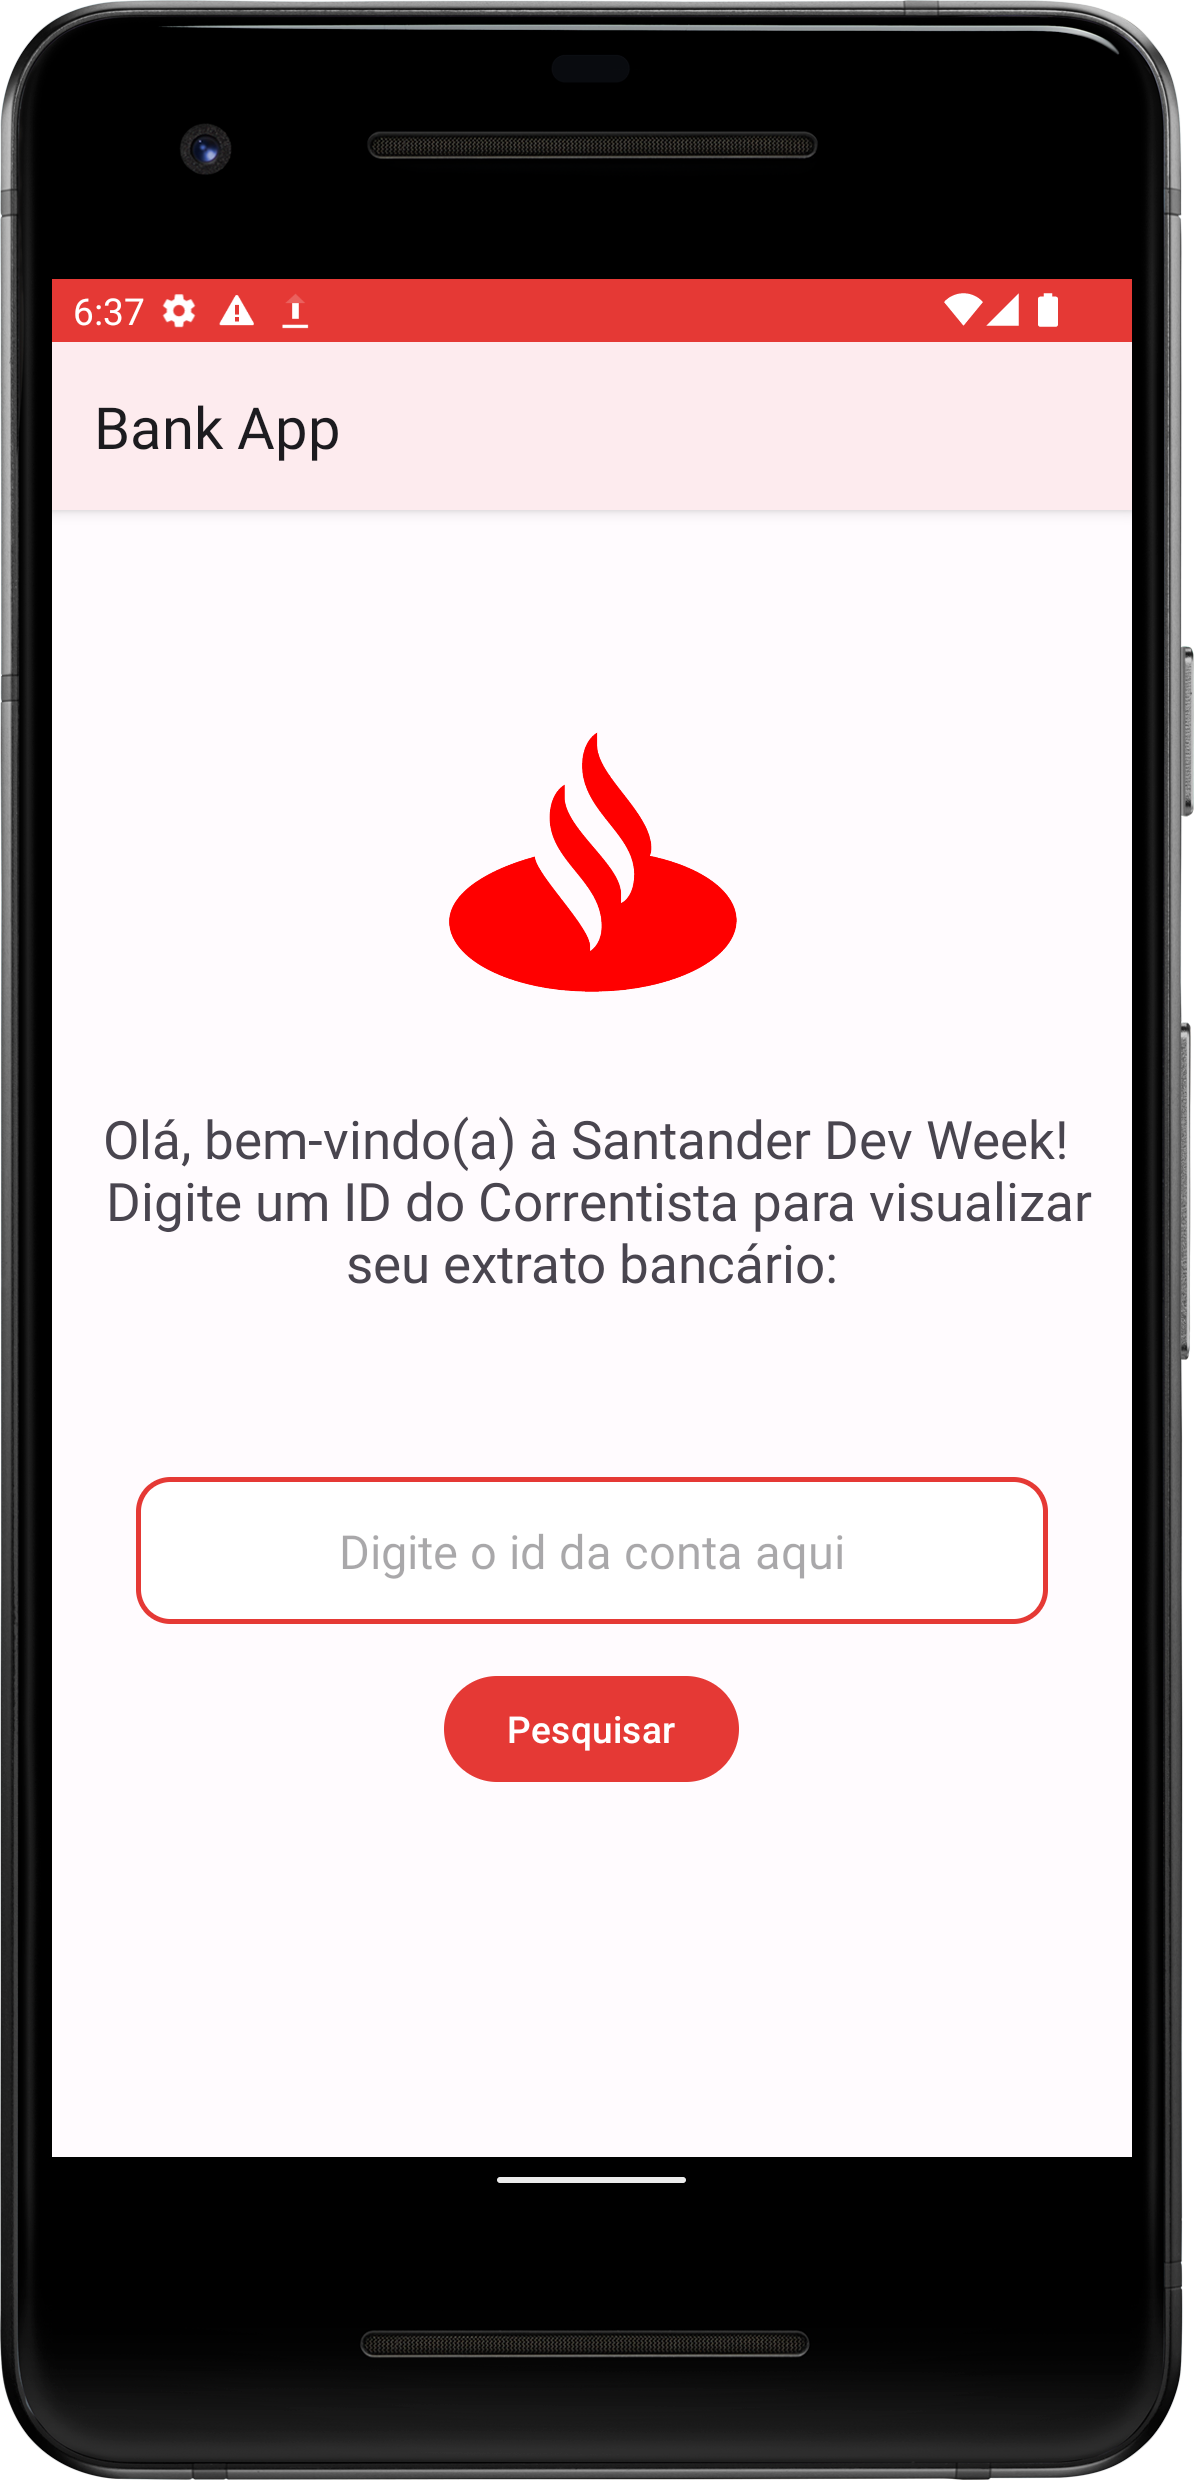 6:37
Bank App
Olá, bem-vindo(a) à Santander Dev Week!
Digite um ID do Correntista para visualizar
seu extrato bancário:
Digite o id da conta aqui
Pesquisar